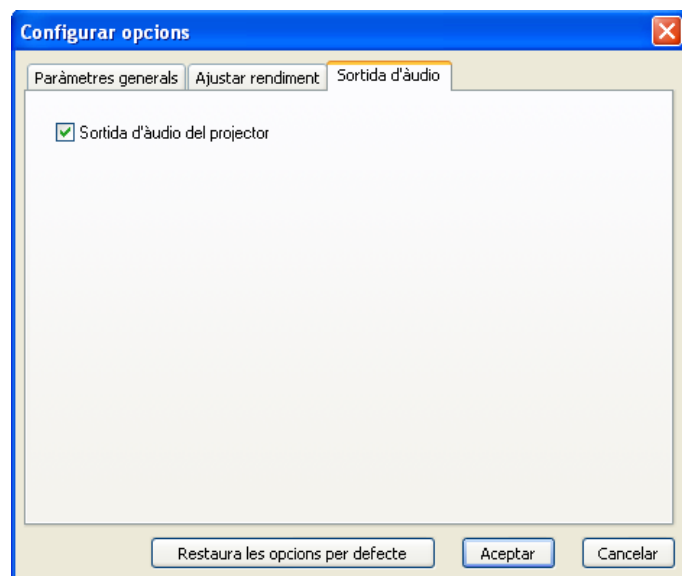 Configurar opcions
Paràmetres generals Ajustar rendiment Sortida d'àudio
Sortida d'àudio del projector
Restaura les opcions per defecte Aceptar Cancelar